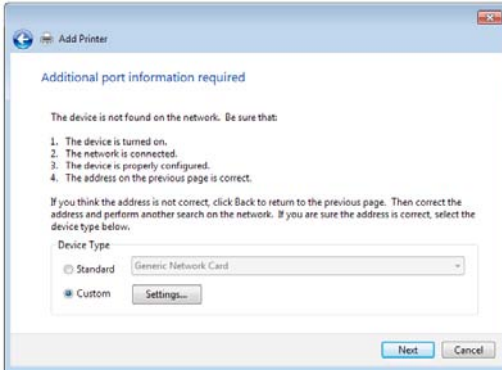 Add Printer
Additional port information required
The device is not found on the network. Be sure that:
1. The device is turned on.
2. The network is connected.
3. The device is properly configured.
4. The address on the previous page is correct.
If you think the address is not correct, click Back to return to the previous page. Then correct the
address and perform another search on the network. If you are sure the address is correct, select the
device type below.
Device Type
Standard Generic Network Card
Custom Settings...
Next Cancel